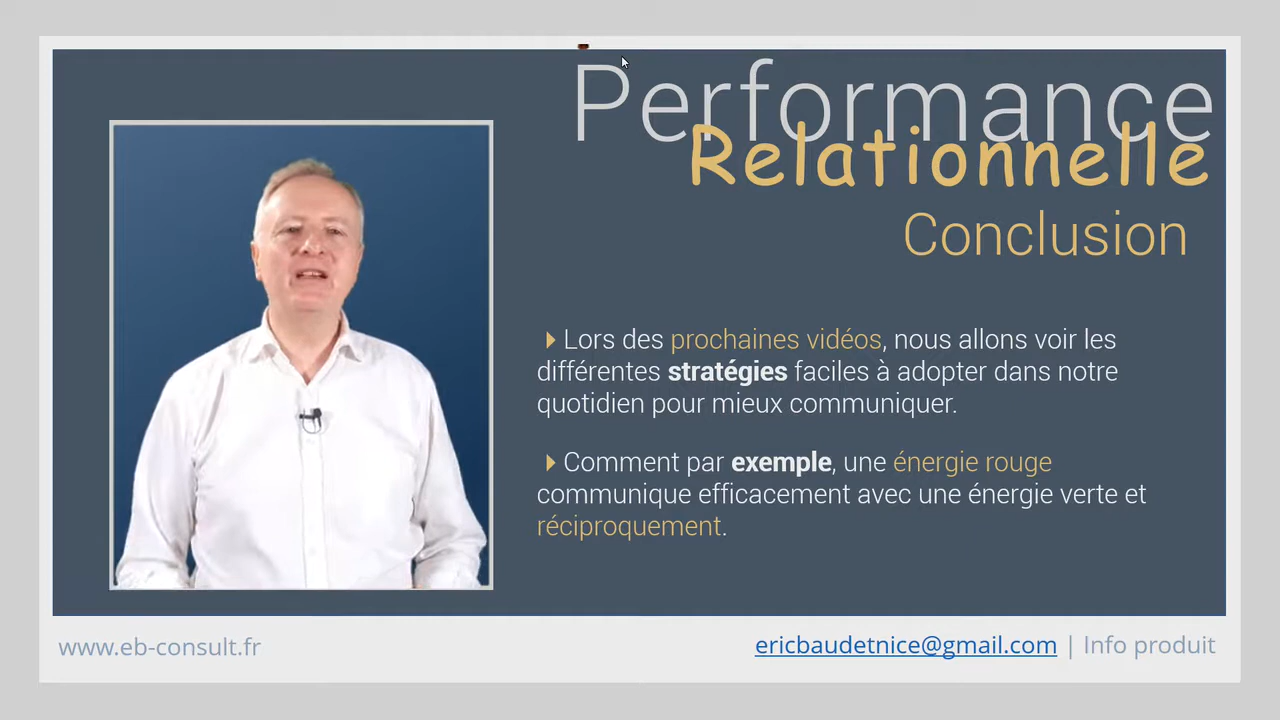 Performance
Relationnelle
Conclusion
Lors des prochaines vidéos, nous allons voir les
différentes stratégies faciles à adopter dans notre
quotidien pour mieux communiquer.
Comment par exemple, une énergie rouge
communique efficacement avec une énergie verte et
réciproquement.
www.eb-consult.fr
ericbaudetnice@gmail.com | Info produit